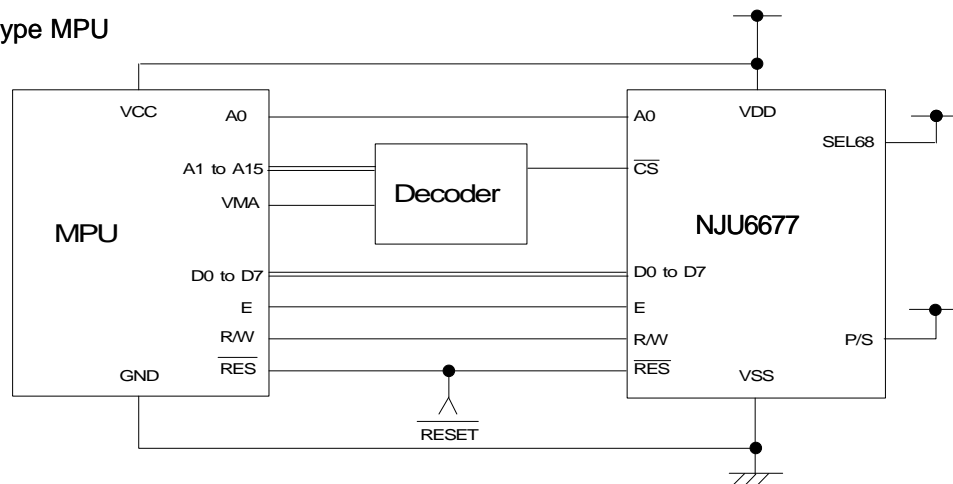 ype MPU
VCC
A0
A1 to A15
VMA
MPU
D0 to D7
E
R/W
RES
GND
Decoder
RESET
A0
VDD
SEL68
CS
NJU6677
D0 to D7
E
R/W
P/S
RES
VSS